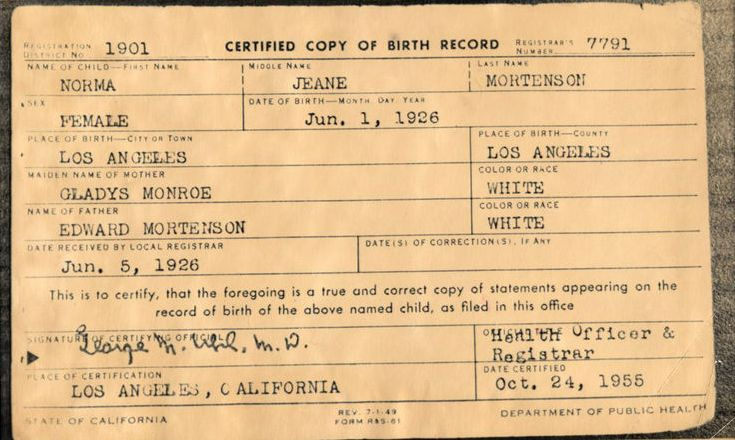 REGISTRATION DISTRICT NO. 1901 CERTIFIED COPY OF BIRTH RECORD REGISTRAR'S NUMBER 7791
NAME OF CHILD—FIRST NAME MIDDLE NAME LAST NAME
NORMA JEANE MORTENSON
SEX DATE OF BIRTH—MONTH DAY YEAR
FEMALE Jun. 1, 1926
PLACE OF BIRTH—CITY OR TOWN PLACE OF BIRTH—COUNTY
LOS ANGELES LOS ANGELES
MAIDEN NAME OF MOTHER COLOR OR RACE
GLADYS MONROE WHITE
NAME OF FATHER COLOR OR RACE
EDWARD MORTENSON WHITE
DATE RECEIVED BY LOCAL REGISTRAR DATE(S) OF CORRECTION(S), IF ANY
Jun. 5, 1926
This is to certify, that the foregoing is a true and correct copy of statements appearing on the
record of birth of the above named child, as filed in this office
SIGNATURE OF CERTIFYING OFFICIAL
George M. M.D. Health Officer &
Registrar
PLACE OF CERTIFICATION DATE CERTIFIED
LOS ANGELES, CALIFORNIA Oct. 24, 1955
STATE OF CALIFORNIA REV. 7-1-49 DEPARTMENT OF PUBLIC HEALTH
FORM R&S-61